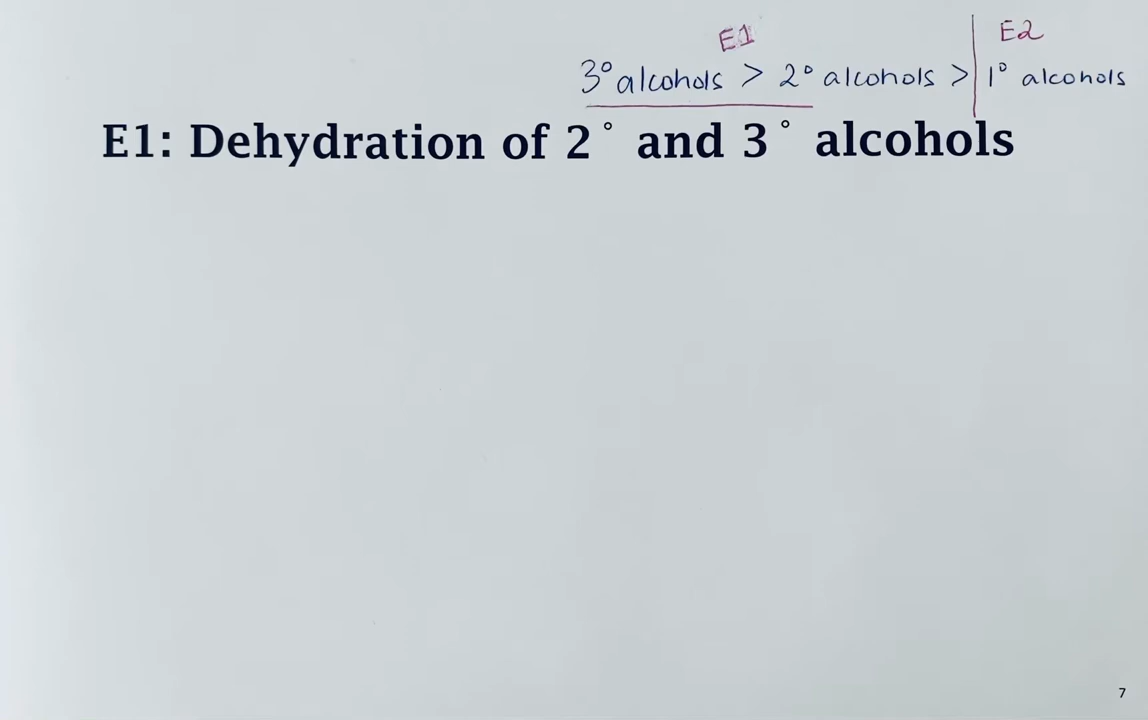 E1 E2
3° alcohols > 2° alcohols > 1° alcohols
E1: Dehydration of 2° and 3° alcohols
7